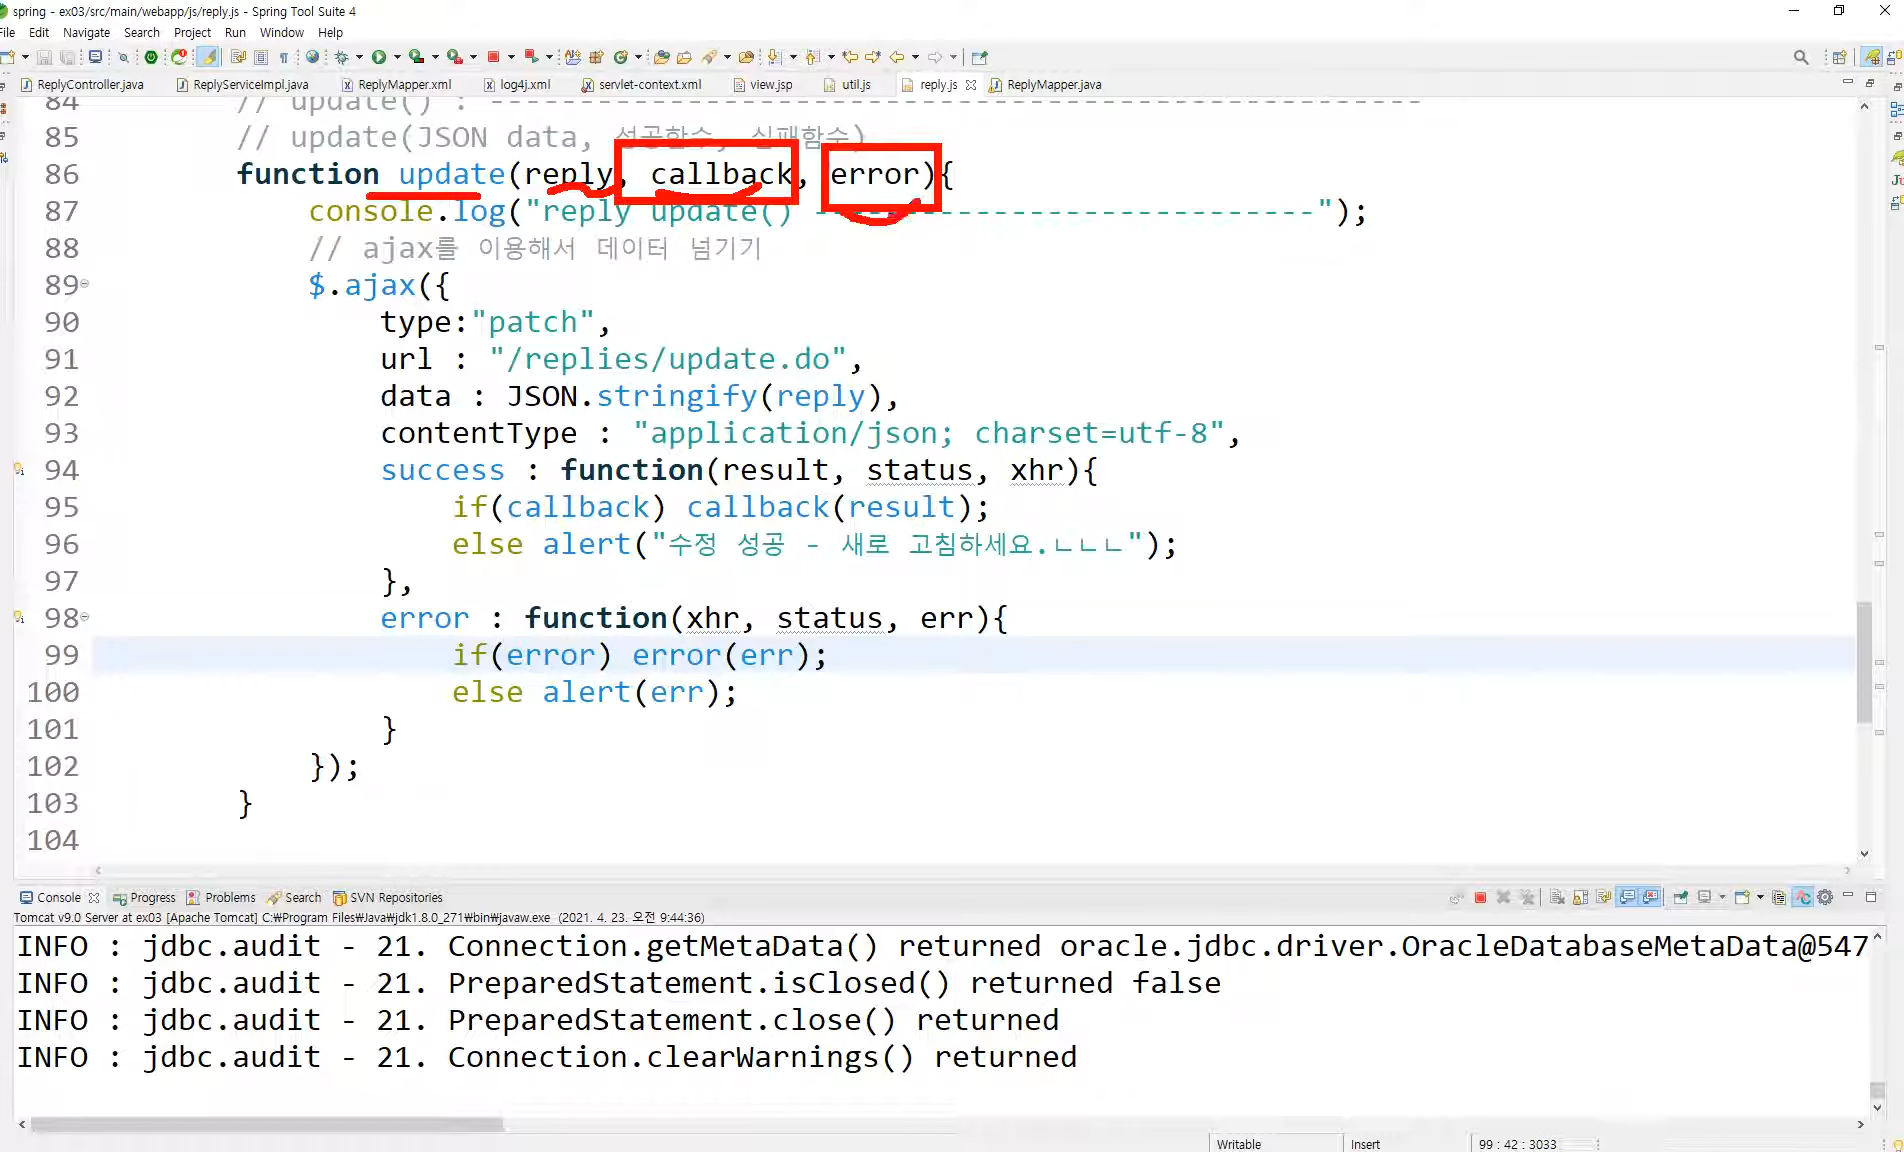 spring - ex03/src/main/webapp/js/reply.js - Spring Tool Suite 4
File Edit Navigate Search Project Run Window Help
ReplyController.java ReplyServiceImpl.java ReplyMapper.xml log4j.xml servlet-context.xml view.jsp util.js reply.js ReplyMapper.java
84 // update() : ----------------------------------------------------
85 // update(JSON data, 성공함수, 실패함수)
86 function update(reply, callback, error){
87 console.log("reply update() ----------------------------");
88 // ajax를 이용해서 데이터 넘기기
89 $.ajax({
90 type:"patch",
91 url : "/replies/update.do",
92 data : JSON.stringify(reply),
93 contentType : "application/json; charset=utf-8",
94 success : function(result, status, xhr){
95 if(callback) callback(result);
96 else alert("수정 성공 - 새로 고침하세요.ㄴㄴㄴ");
97 },
98 error : function(xhr, status, err){
99 if(error) error(err);
100 else alert(err);
101 }
102 });
103 }
104
Console Progress Problems Search SVN Repositories
Tomcat v9.0 Server at ex03 [Apache Tomcat] C:₩Program Files₩Java₩jdk1.8.0_271₩bin₩javaw.exe (2021. 4. 23. 오전 9:44:36)
INFO : jdbc.audit - 21. Connection.getMetaData() returned oracle.jdbc.driver.OracleDatabaseMetaData@547
INFO : jdbc.audit - 21. PreparedStatement.isClosed() returned false
INFO : jdbc.audit - 21. PreparedStatement.close() returned
INFO : jdbc.audit - 21. Connection.clearWarnings() returned
Writable Insert 99 : 42 : 3033